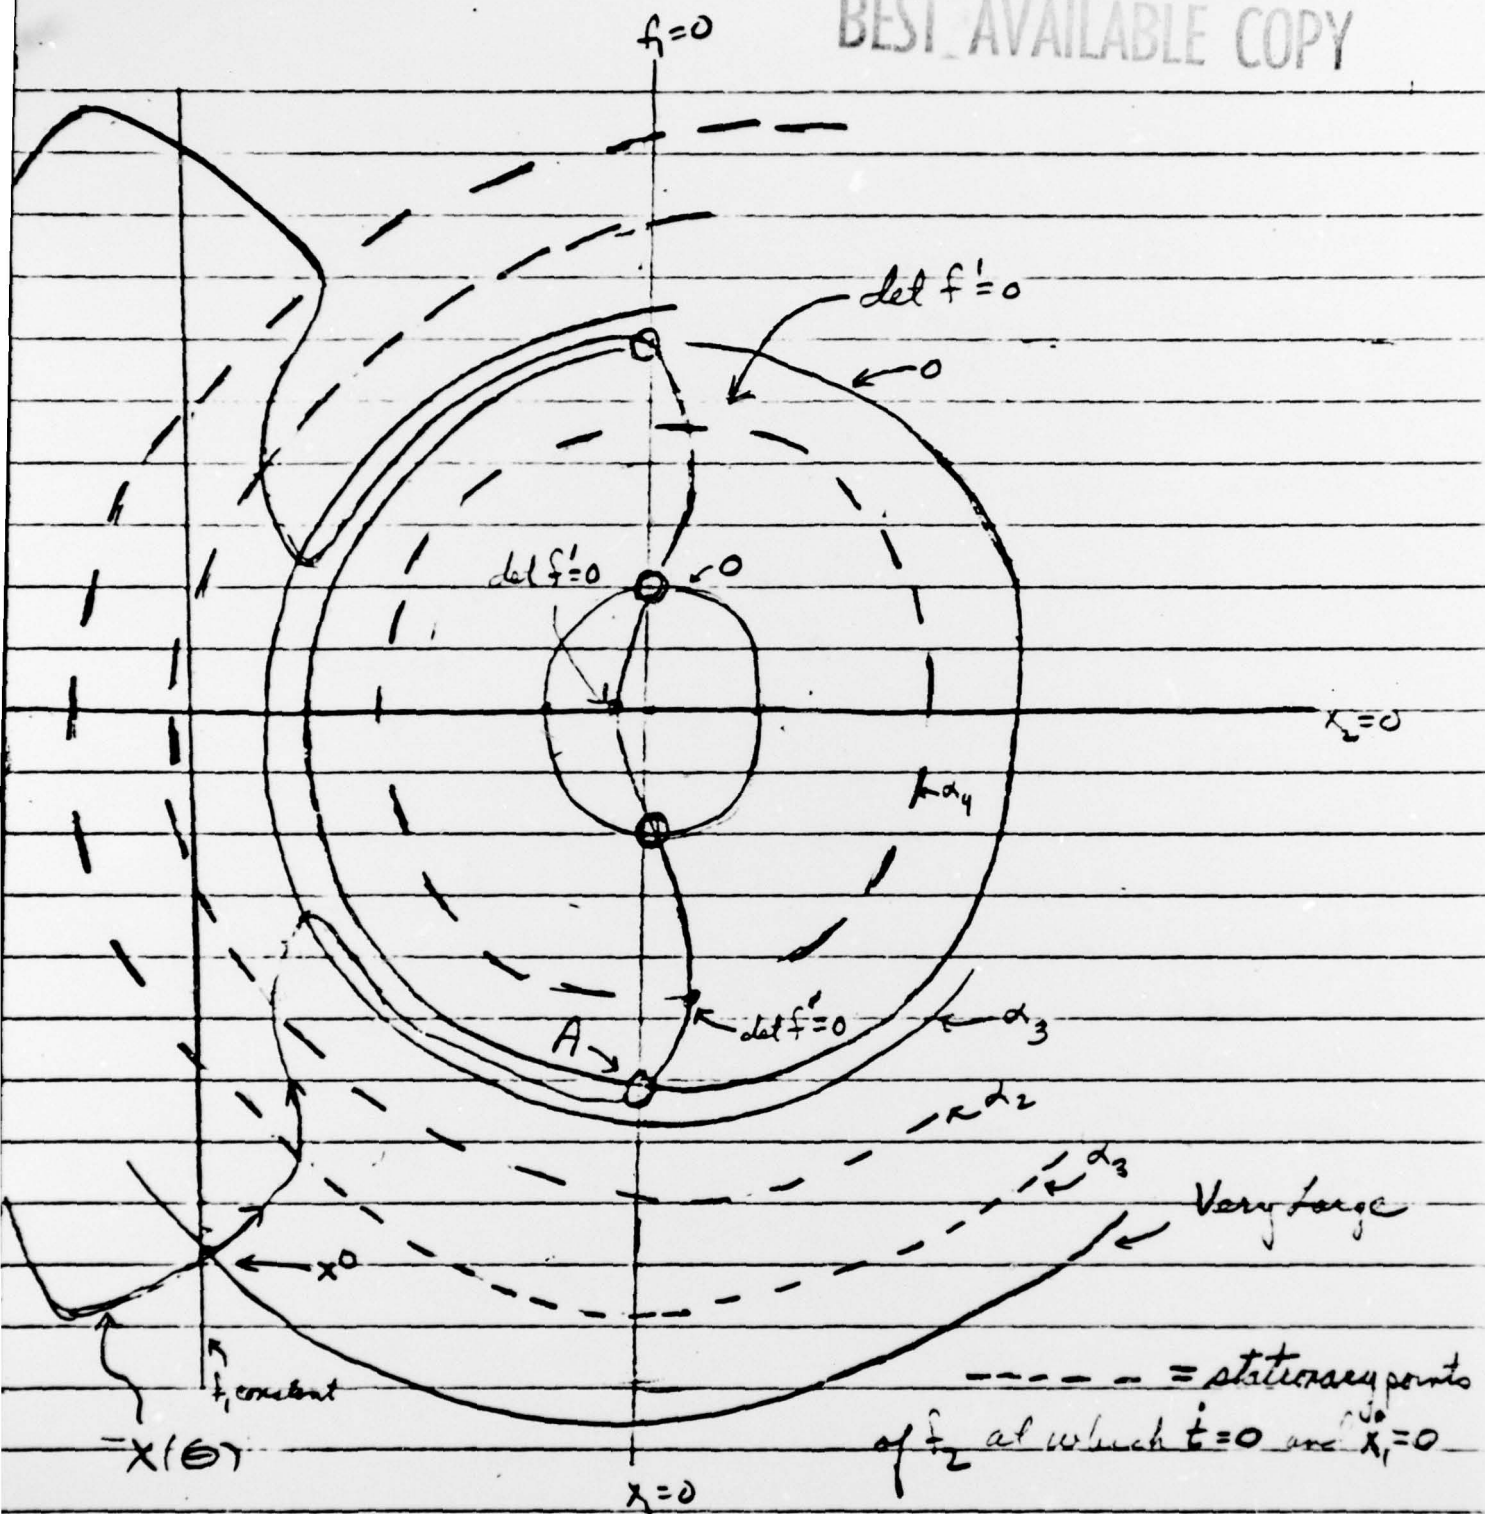 BEST AVAILABLE COPY
f₁=0
det f'=0
0
det f'=0
0
x₂=0
α₄
A
det f'=0
α₃
α₂
α₃
Very Large
x⁰
f₁ constant
----- = stationary points
x(θ)
of f₂ at which ṫ=0 and ẋ₁=0
x₁=0